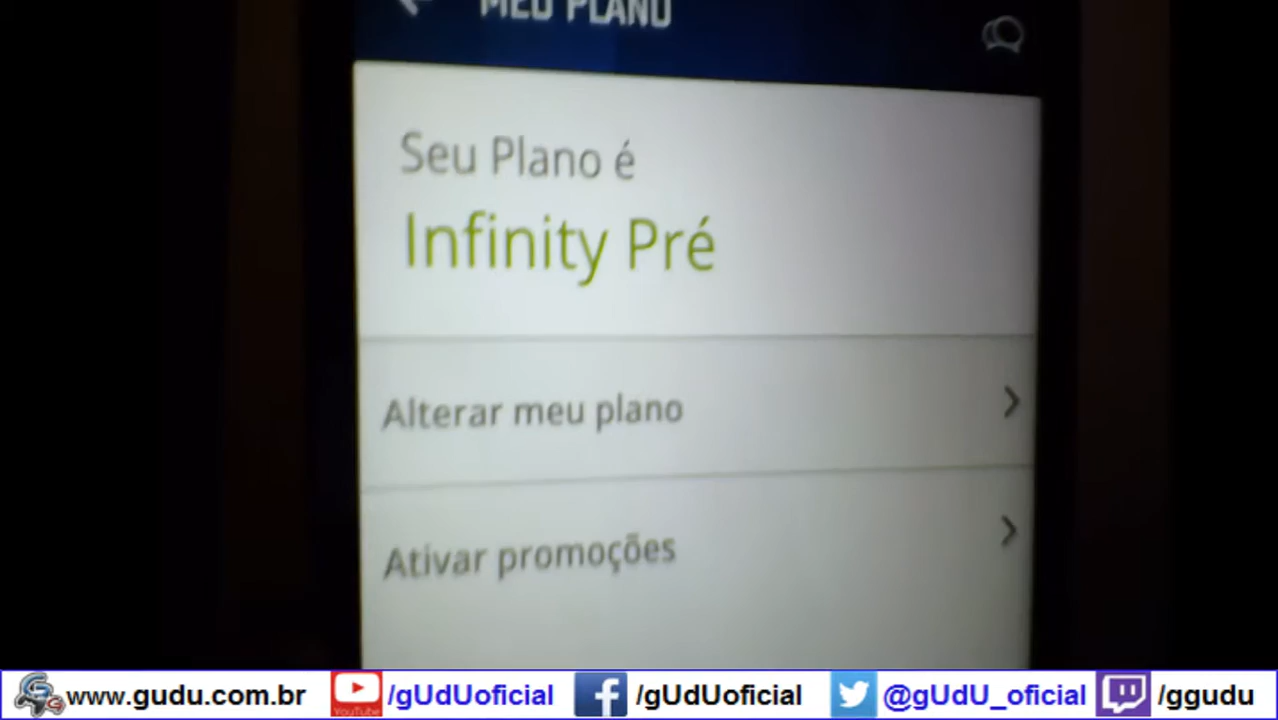 MEU PLANO
Seu Plano é
Infinity Pré
Alterar meu plano
Ativar promoções
www.gudu.com.br YouTube /gUdUoficial /gUdUoficial @gUdU_oficial /ggudu